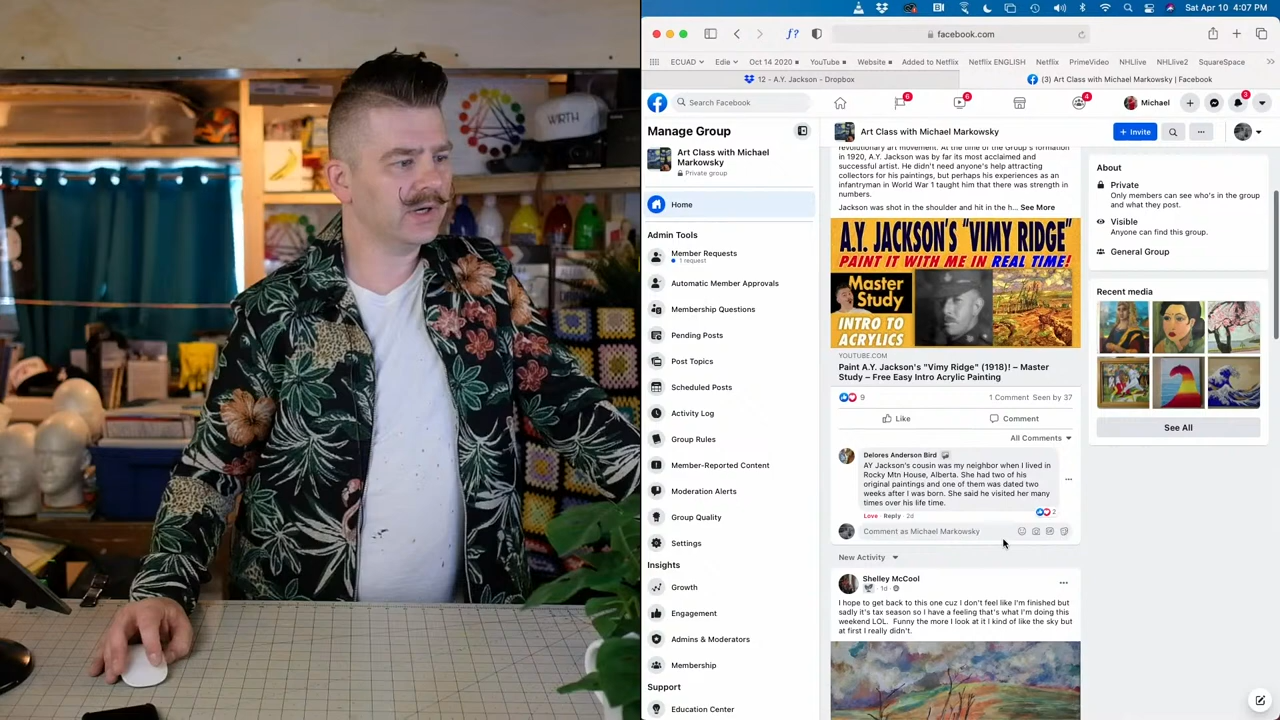 Sat Apr 10 4:07 PM
facebook.com
ECUAD
Edie
Oct 14 2020
YouTube
Website
Added to Netflix
Netflix ENGLISH
Netflix
PrimeVideo
NHLlive
NHLlive2
SquareSpace
12 - A.Y. Jackson - Dropbox
(3) Art Class with Michael Markowsky | Facebook
Search Facebook
6
6
4
Michael
3
Manage Group
Art Class with Michael
Markowsky
Private group
Home
Admin Tools
Member Requests
1 request
Automatic Member Approvals
Membership Questions
Pending Posts
Post Topics
Scheduled Posts
Activity Log
Group Rules
Member-Reported Content
Moderation Alerts
Group Quality
Settings
Insights
Growth
Engagement
Admins & Moderators
Membership
Support
Education Center
Art Class with Michael Markowsky
+ Invite
revolutionary art movement. At the time of the Group's formation
in 1920, A.Y. Jackson was by far its most acclaimed and
successful artist. He didn't need anyone's help attracting
collectors for his paintings, but perhaps his experiences as an
infantryman in World War 1 taught him that there was strength in
numbers.
Jackson was shot in the shoulder and hit in the h... See More
A.Y. JACKSON'S "VIMY RIDGE"
PAINT IT WITH ME IN REAL TIME!
Master
Study
INTRO TO
ACRYLICS
YOUTUBE.COM
Paint A.Y. Jackson's "Vimy Ridge" (1918)! – Master
Study – Free Easy Intro Acrylic Painting
9
1 Comment Seen by 37
Like
Comment
All Comments
Delores Anderson Bird
AY Jackson's cousin was my neighbor when I lived in
Rocky Mtn House, Alberta. She had two of his
original paintings and one of them was dated two
weeks after I was born. She said he visited her many
times over his life time.
2
Love · Reply · 2d
Comment as Michael Markowsky
New Activity
Shelley McCool
1d
I hope to get back to this one cuz I don't feel like I'm finished but
sadly it's tax season so I have a feeling that's what I'm doing this
weekend LOL. Funny the more I look at it I kind of like the sky but
at first I really didn't.
About
Private
Only members can see who's in the group
and what they post.
Visible
Anyone can find this group.
General Group
Recent media
See All